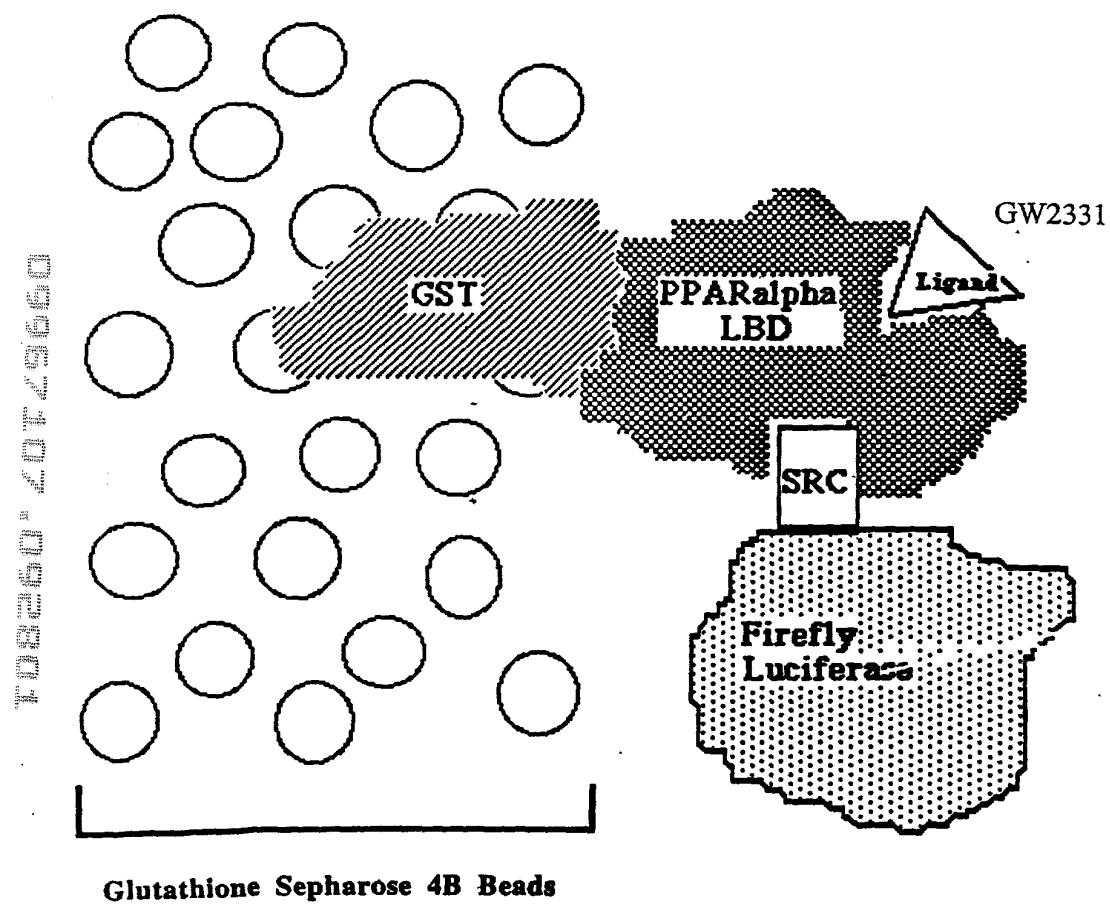 GW2331
Ligand
GST
PPARalpha
LBD
SRC
Firefly
Luciferase
Glutathione Sepharose 4B Beads